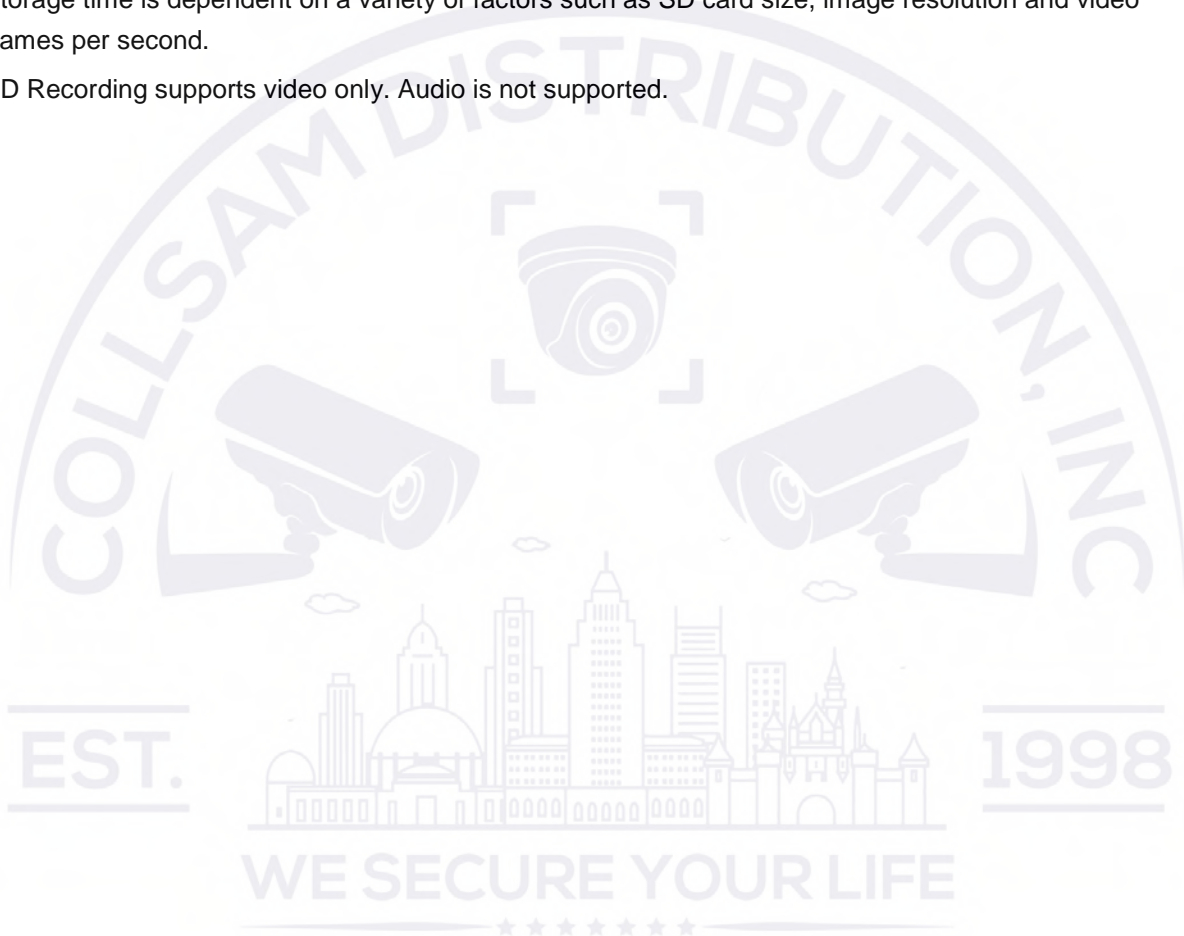 torage time is dependent on a variety of factors such as SD card size, image resolution and video
ames per second.
D Recording supports video only. Audio is not supported.
COLLSAM DISTRIBUTION, INC
EST.
1998
WE SECURE YOUR LIFE